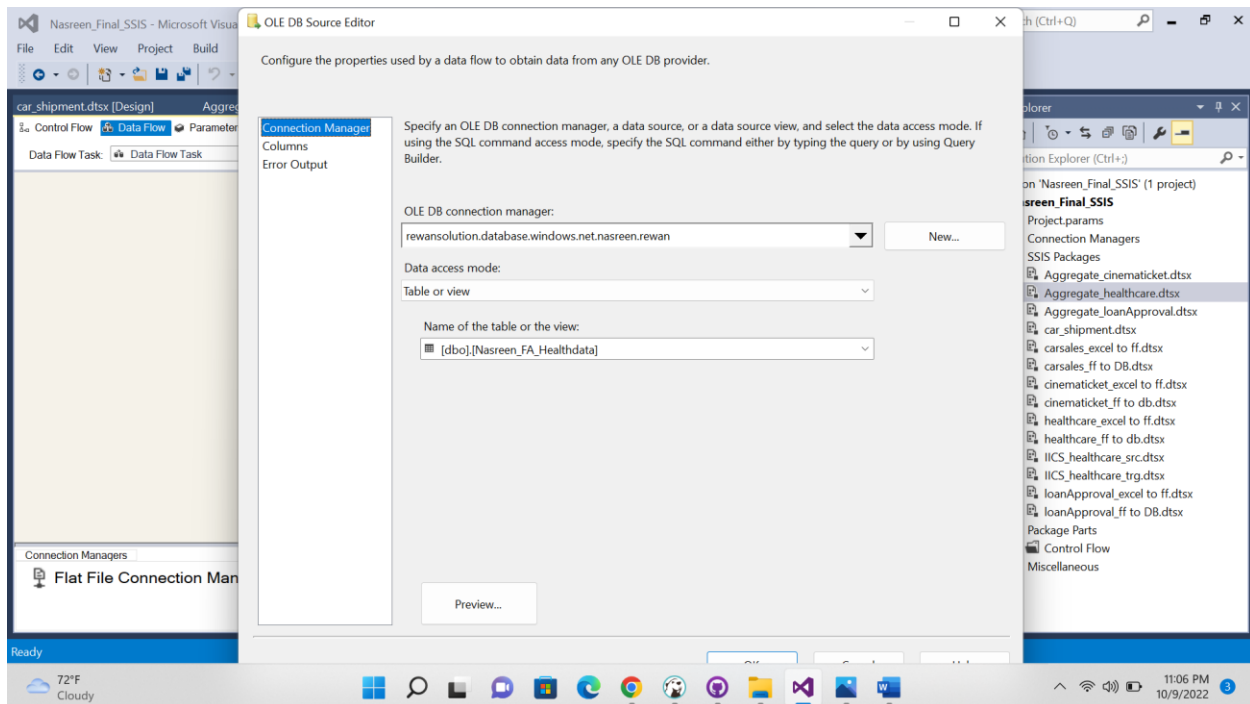 Nasreen_Final_SSIS - Microsoft Visua
OLE DB Source Editor
ch (Ctrl+Q)
File Edit View Project Build
Configure the properties used by a data flow to obtain data from any OLE DB provider.
car_shipment.dtsx [Design] Aggreg
Control Flow Data Flow Parameter
Data Flow Task: Data Flow Task
Connection Manager
Columns
Error Output
Specify an OLE DB connection manager, a data source, or a data source view, and select the data access mode. If
using the SQL command access mode, specify the SQL command either by typing the query or by using Query
Builder.
OLE DB connection manager:
rewansolution.database.windows.net.nasreen.rewan
New...
Data access mode:
Table or view
Name of the table or the view:
[dbo].[Nasreen_FA_Healthdata]
Preview...
plorer
ution Explorer (Ctrl+;)
on 'Nasreen_Final_SSIS' (1 project)
asreen_Final_SSIS
Project.params
Connection Managers
SSIS Packages
Aggregate_cinematicket.dtsx
Aggregate_healthcare.dtsx
Aggregate_loanApproval.dtsx
car_shipment.dtsx
carsales_excel to ff.dtsx
carsales_ff to DB.dtsx
cinematicket_excel to ff.dtsx
cinematicket_ff to db.dtsx
healthcare_excel to ff.dtsx
healthcare_ff to db.dtsx
IICS_healthcare_src.dtsx
IICS_healthcare_trg.dtsx
loanApproval_excel to ff.dtsx
loanApproval_ff to DB.dtsx
Package Parts
Control Flow
Miscellaneous
Connection Managers
Flat File Connection Man
Ready
72°F
Cloudy
11:06 PM
10/9/2022
3